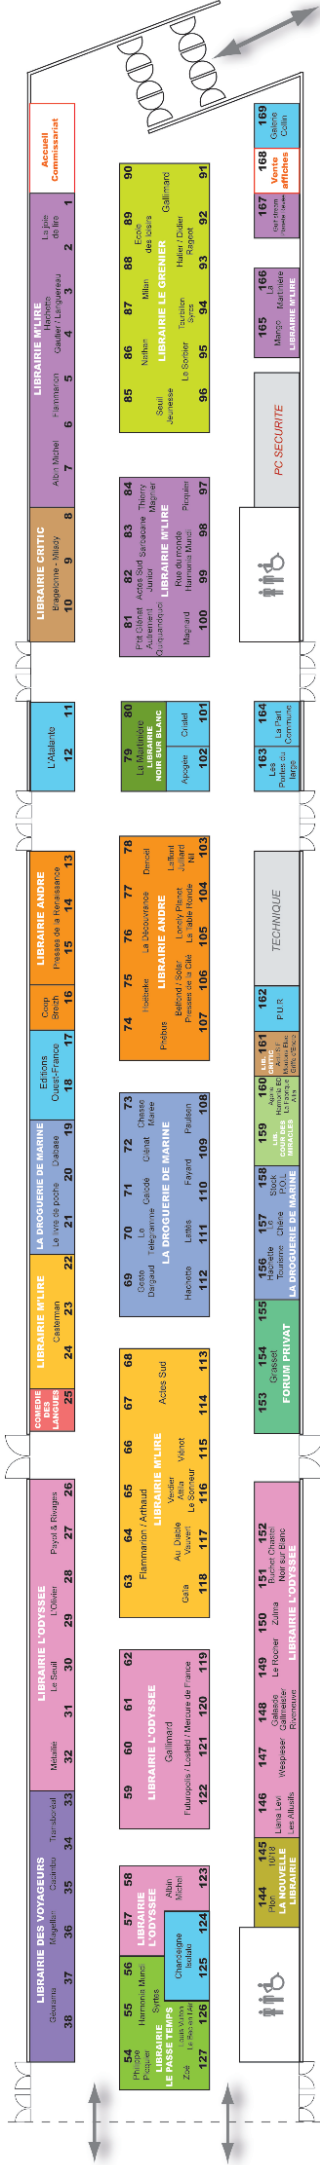 Accueil
Commissariat
1
La joie
de lire
2
3
Hachette
Gautier / Languereau
4
LIBRAIRIE M'LIRE
5
Flammarion
6
Albin Michel
7
8
LIBRAIRIE CRITIC
Bragelonne - Milady
9
10
11
L'Atalante
12
13
LIBRAIRIE ANDRE
Presses de la Renaissance
14
15
Coop
Breizh
16
17
Editions
Ouest-France
18
19
LA DROGUERIE DE MARINE
20
Le livre de poche
21
22
LIBRAIRIE M'LIRE
Casterman
23
24
COMEDIE
DES
LANGUES
25
26
Payot & Rivages
27
LIBRAIRIE L'ODYSSEE
28
L'Olivier
29
Le Seuil
30
31
Métailié
32
33
Transboréal
34
LIBRAIRIE DES VOYAGEURS
35
Magellan
36
37
Géorama
38
90
91
Gallimard
89
Ecole
des loisirs
92
Hatier / Didier
Rageot
88
Milan
93
LIBRAIRIE LE GRENIER
87
Tourbillon
Syros
94
Nathan
86
Le Sorbier
95
85
Seuil
Jeunesse
96
84
Thierry
Magnier
Picquier
97
83
Sarbacane
98
LIBRAIRIE M'LIRE
Actes Sud
Junior
82
Rue du monde
Harmonia Mundi
99
81
P'tit Glénat
Autrement
Quiquandquoi
Magnard
100
80
79
La Martinière
LIBRAIRIE
NOIR SUR BLANC
Cristel
101
Apogée
102
78
Denoël
Laffont
Julliard
Nil
103
77
La Découverte
Lonely Planet
La Table Ronde
104
76
LIBRAIRIE ANDRE
105
75
Hoëbeke
Belfond / Solar
Presses de la Cité
106
74
Phébus
107
73
Chasse
Marée
Paulsen
108
72
Glénat
Fayard
109
71
110
LA DROGUERIE DE MARINE
70
Le
Télégramme
Lattès
111
69
Geste
Dargaud
Hachette
112
68
Actes Sud
113
67
114
66
Viénot
115
LIBRAIRIE M'LIRE
Flammarion / Arthaud
65
Verdier
Attila
Le Sonneur
116
64
Au Diable
Vauvert
117
63
Gaïa
118
62
119
61
LIBRAIRIE L'ODYSSEE
Gallimard
Futuropolis / Losfeld / Mercure de France
120
60
121
59
122
58
LIBRAIRIE
L'ODYSSEE
57
Albin
Michel
123
124
Chandeigne
125
56
Harmonia Mundi
Syrtes
55
LIBRAIRIE
LE PASSE TEMPS
126
54
Philippe
Picquier
Zoé
127
169
Galerie
Collin
168
Vente
affiches
167
166
La
Martinière
165
Mango
LIBRAIRIE M'LIRE
PC SECURITE
164
La Part
Commune
163
Les
Portes du
large
TECHNIQUE
162
P.U.R
161
LIB.
CRITIC
160
159
LIB.
COUR DES
MIRACLES
158
Stock
P.O.L
157
Le
Chêne
156
Hachette
Tourisme
LA DROGUERIE DE MARINE
155
154
Grasset
153
FORUM PRIVAT
152
Buchet Chastel
Noir sur Blanc
151
150
Zulma
149
Le Rocher
LIBRAIRIE L'ODYSSEE
148
Galaade
Gallmeister
Riveneuve
147
Wespieser
146
Liana Levi
Les Allusifs
145
10/18
144
Plon
LA NOUVELLE
LIBRAIRIE